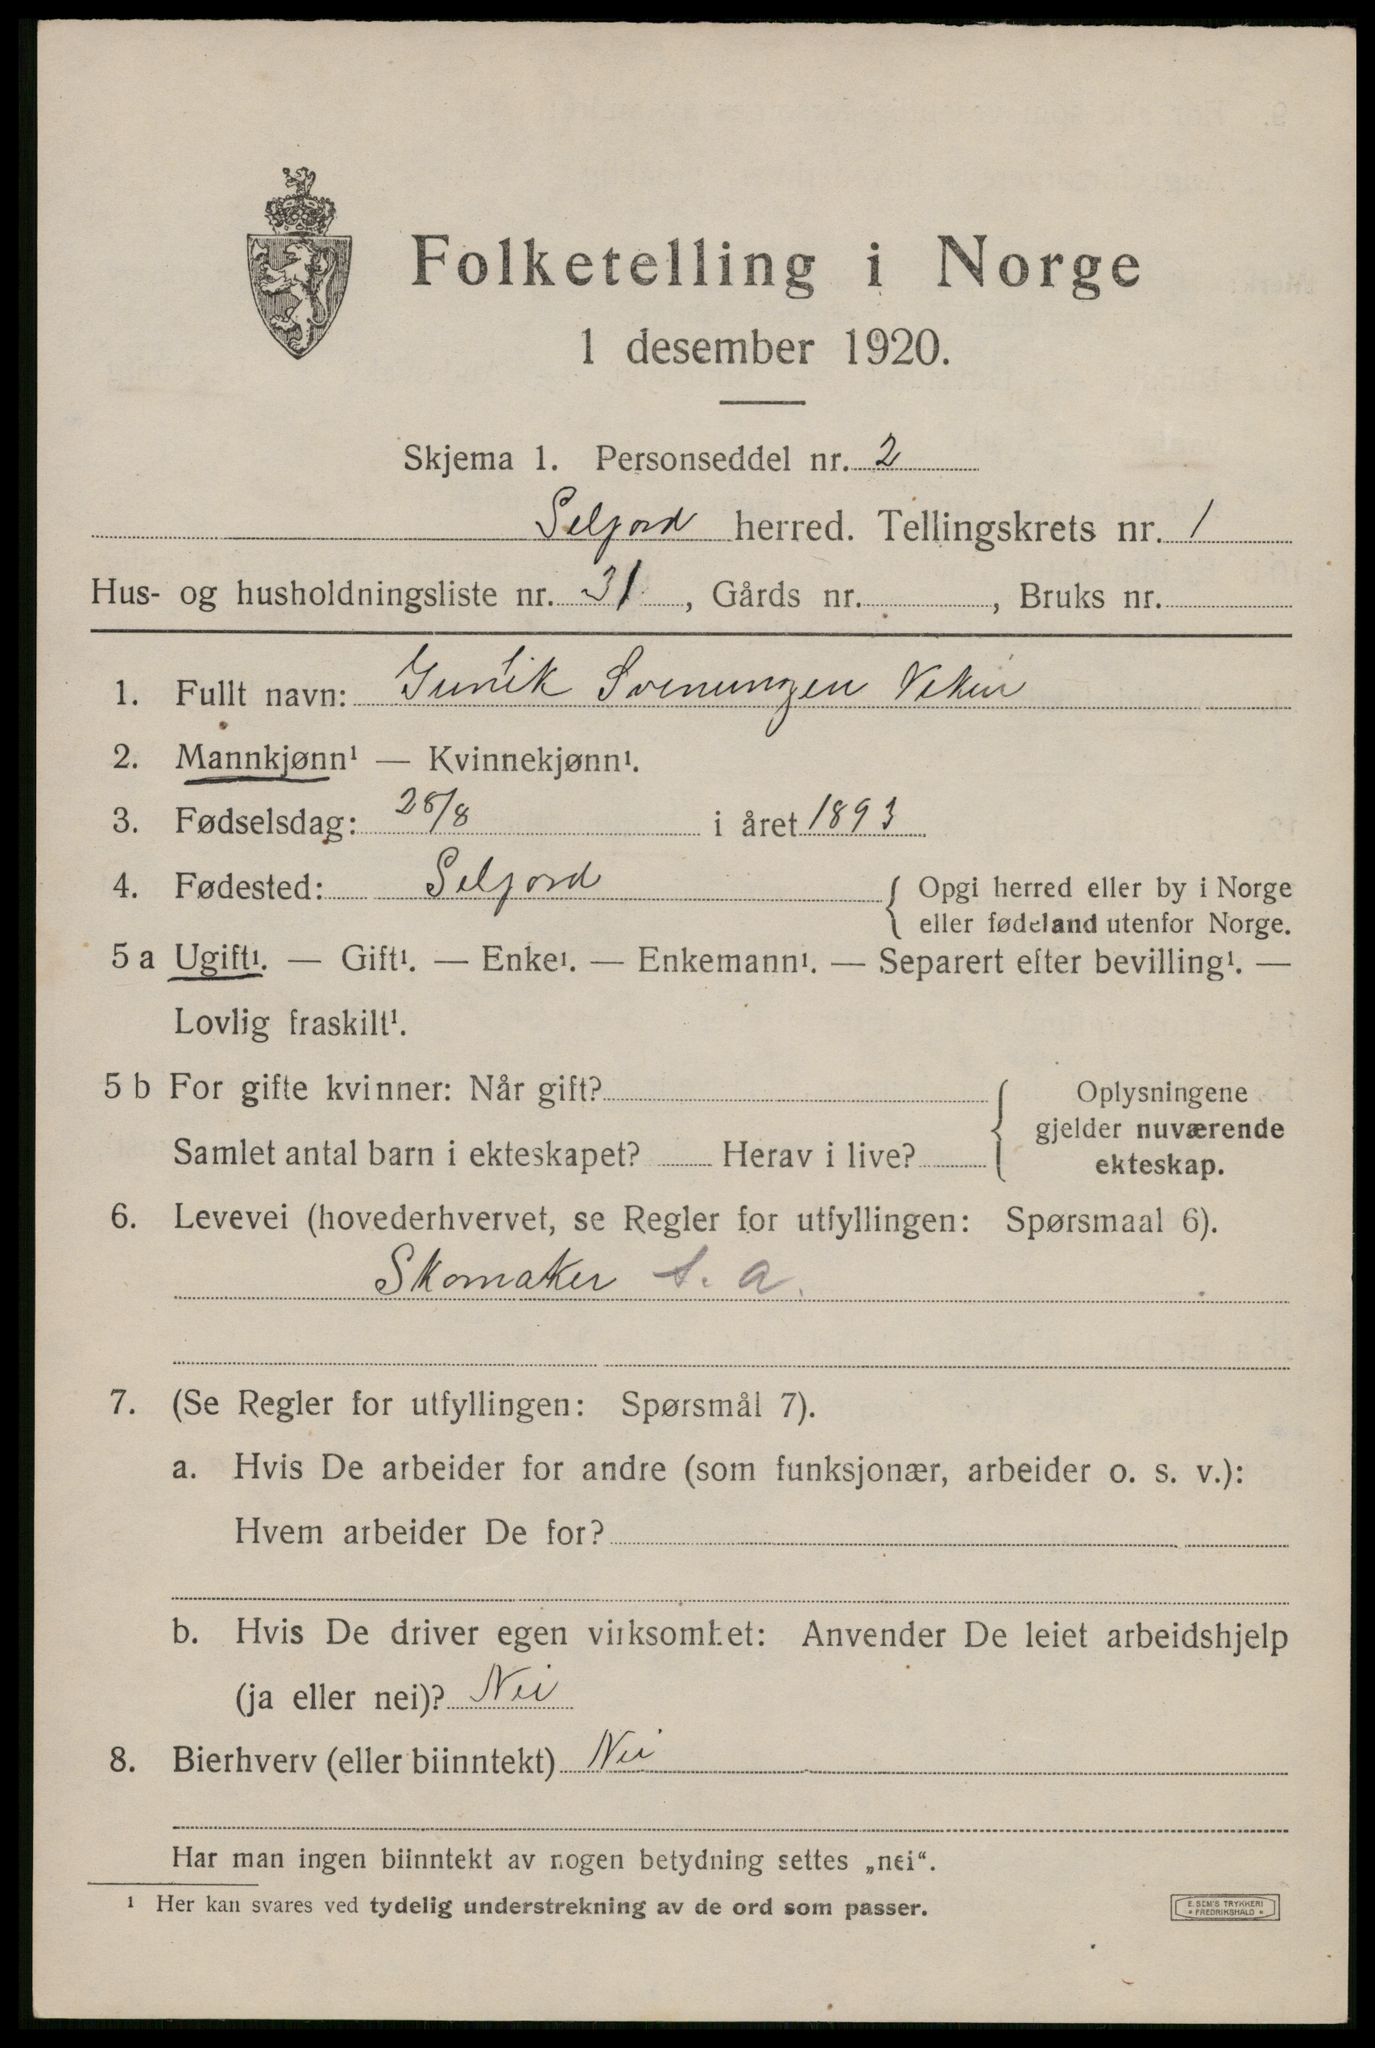 Folketelling i Norge
1 desember 1920.
Skjema 1. Personseddel nr. 2
Seljord herred. Tellingskrets nr. 1
Hus- og husholdningsliste nr. 31, Gårds nr. , Bruks nr.
1. Fullt navn: Gunlik Svenungsen
2. Mannkjønn¹ — Kvinnekjønn¹.
3. Fødselsdag: 28/8 i året 1893
4. Fødested: Seljord { Opgi herred eller by i Norge
eller fødeland utenfor Norge.
5 a Ugift¹. — Gift¹. — Enke¹. — Enkemann¹. — Separert efter bevilling¹. —
Lovlig fraskilt¹.
5 b For gifte kvinner: Når gift? { Oplysningene
gjelder nuværende
Samlet antal barn i ekteskapet? Herav i live?
ekteskap.
6. Levevei (hovederhvervet, se Regler for utfyllingen: Spørsmaal 6).
Skomaker s. a.
7. (Se Regler for utfyllingen: Spørsmål 7).
a. Hvis De arbeider for andre (som funksjonær, arbeider o. s. v.):
Hvem arbeider De for?
b. Hvis De driver egen virksomhet: Anvender De leiet arbeidshjelp
(ja eller nei)? Nei
8. Bierhverv (eller biinntekt) Nei
Har man ingen biinntekt av nogen betydning settes „nei“.
¹ Her kan svares ved tydelig understrekning av de ord som passer.
E. SEM'S TRYKKERI
FREDRIKSHALD